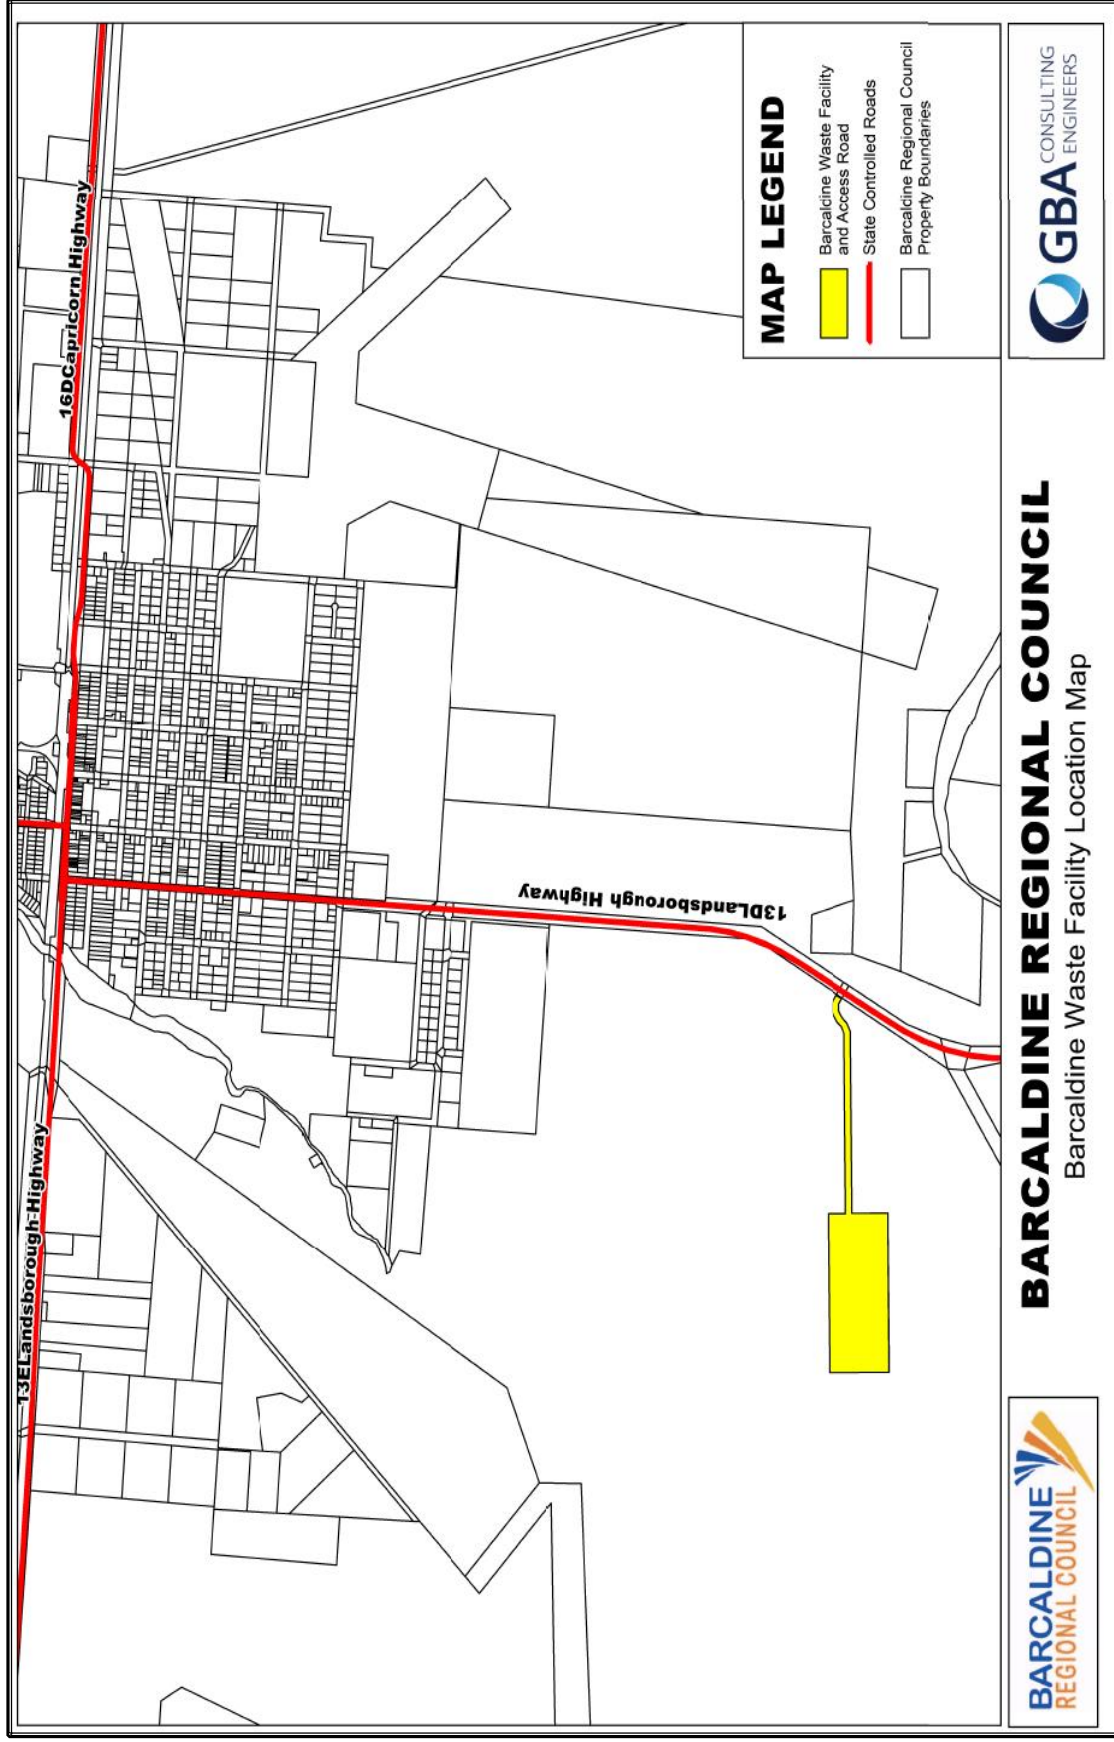 16DCapricorn Highway
13ELandsborough Highway
13DLandsborough Highway
MAP LEGEND
Barcaldine Waste Facility
and Access Road
State Controlled Roads
Barcaldine Regional Council
Property Boundaries
BARCALDINE
REGIONAL COUNCIL
BARCALDINE REGIONAL COUNCIL
Barcaldine Waste Facility Location Map
GBA CONSULTING
ENGINEERS